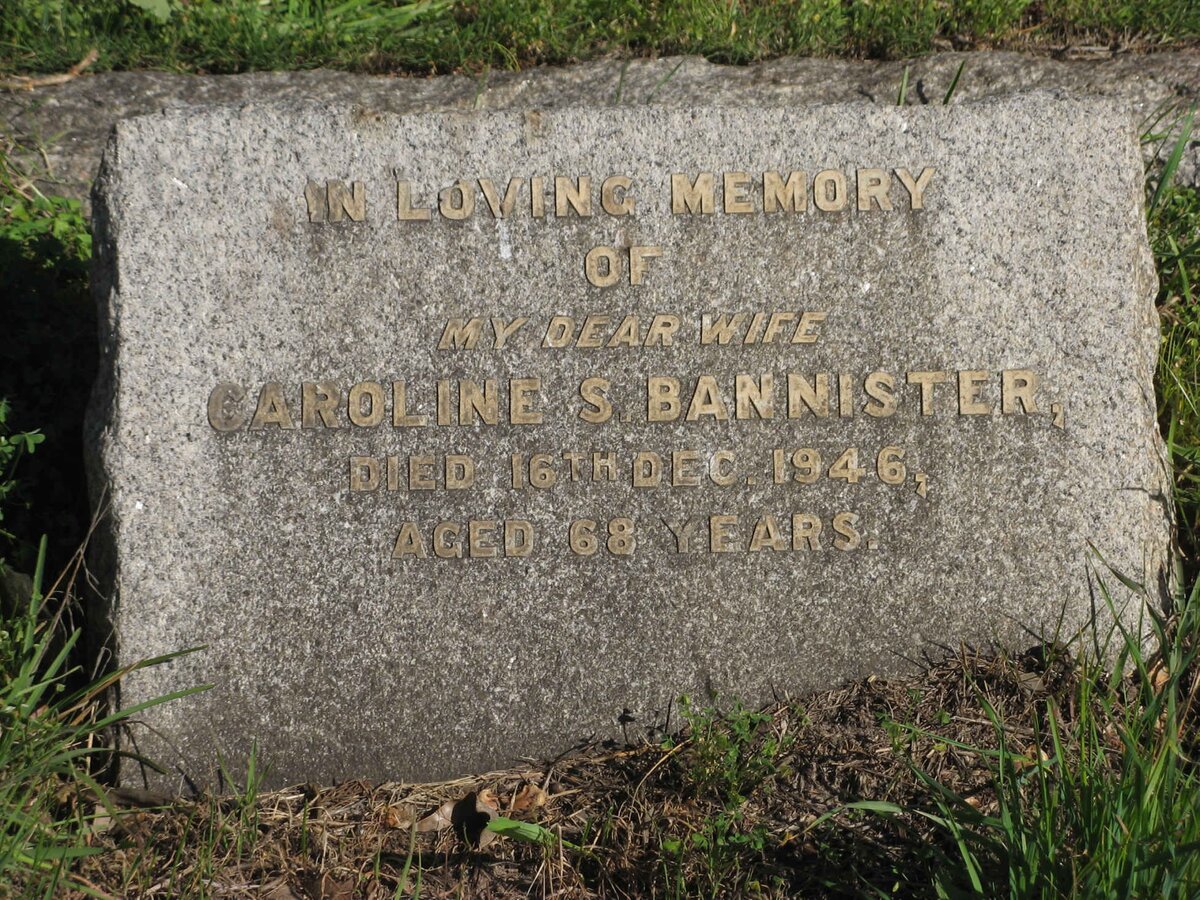 IN LOVING MEMORY
OF
MY DEAR WIFE
CAROLINE S. BANNISTER,
DIED 16TH DEC. 1946,
AGED 68 YEARS.